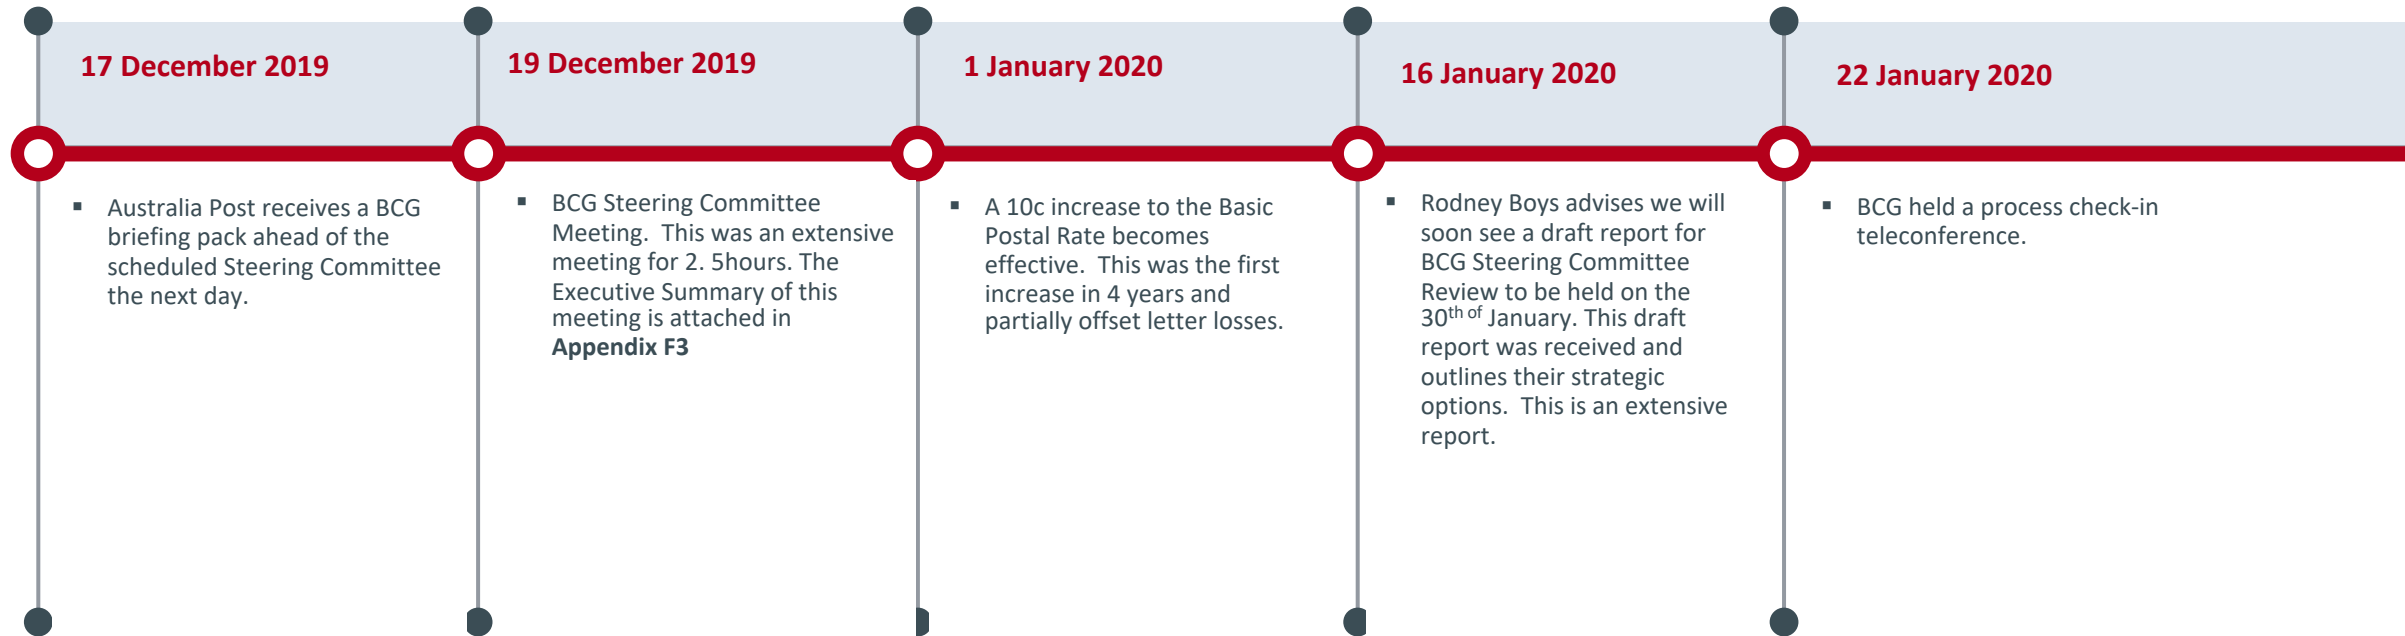 17 December 2019
▪ Australia Post receives a BCG
briefing pack ahead of the
scheduled Steering Committee
the next day.
19 December 2019
▪ BCG Steering Committee
Meeting.  This was an extensive
meeting for 2. 5hours. The
Executive Summary of this
meeting is attached in
Appendix F3
1 January 2020
▪ A 10c increase to the Basic
Postal Rate becomes
effective.  This was the first
increase in 4 years and
partially offset letter losses.
16 January 2020
▪ Rodney Boys advises we will
soon see a draft report for
BCG Steering Committee
Review to be held on the
30th of January. This draft
report was received and
outlines their strategic
options.  This is an extensive
report.
22 January 2020
▪ BCG held a process check-in
teleconference.